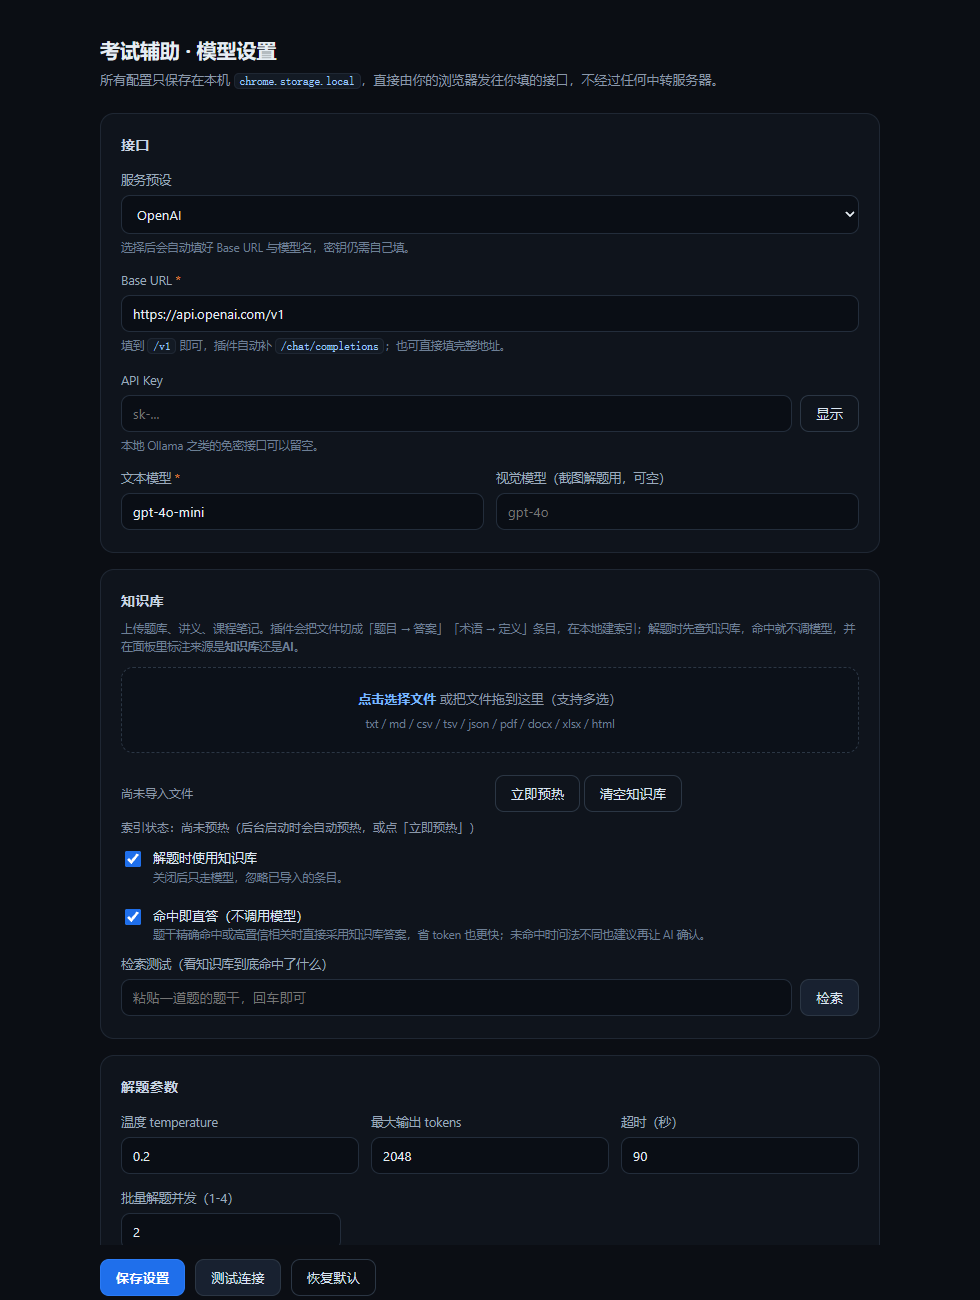 考试辅助 · 模型设置
所有配置只保存在本机 chrome.storage.local，直接由你的浏览器发往你填的接口，不经过任何中转服务器。
接口
服务预设
OpenAI
选择后会自动填好 Base URL 与模型名，密钥仍需自己填。
Base URL *
https://api.openai.com/v1
填到 /v1 即可，插件自动补 /chat/completions；也可直接填完整地址。
API Key
sk-...
显示
本地 Ollama 之类的免密接口可以留空。
文本模型 *
视觉模型（截图解题用，可空）
gpt-4o-mini
gpt-4o
知识库
上传题库、讲义、课程笔记。插件会把文件切成「题目 → 答案」「术语 → 定义」条目，在本地建索引；解题时先查知识库，命中就不调模型，并
在面板里标注来源是知识库还是AI。
点击选择文件 或把文件拖到这里（支持多选）
txt / md / csv / tsv / json / pdf / docx / xlsx / html
尚未导入文件
立即预热
清空知识库
索引状态：尚未预热（后台启动时会自动预热，或点「立即预热」）
解题时使用知识库
关闭后只走模型，忽略已导入的条目。
命中即直答（不调用模型）
题干精确命中或高置信相关时直接采用知识库答案，省 token 也更快；未命中时问法不同也建议再让 AI 确认。
检索测试（看知识库到底命中了什么）
粘贴一道题的题干，回车即可
检索
解题参数
温度 temperature
最大输出 tokens
超时（秒）
0.2
2048
90
批量解题并发（1-4）
2
保存设置
测试连接
恢复默认